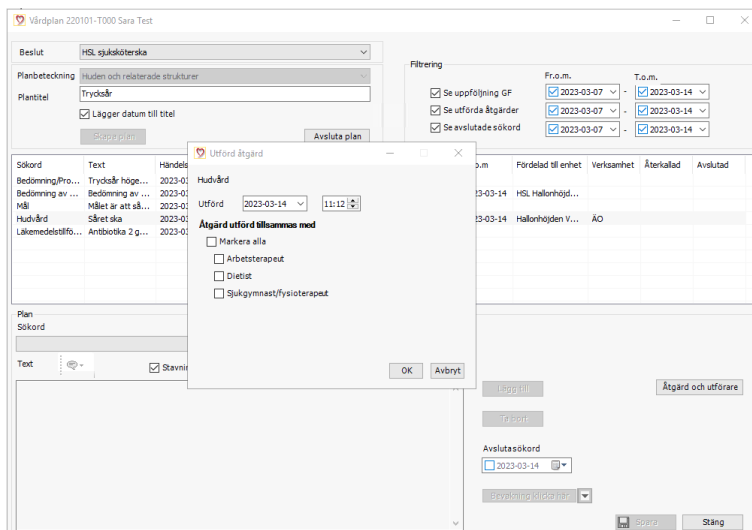 Vårdplan 220101-T000 Sara Test
Beslut HSL sjuksköterska
Planbeteckning Huden och relaterade strukturer
Plantitel Trycksår
Lägger datum till titel
Skapa plan Avsluta plan
Filtrering
Fr.o.m. T.o.m.
Se uppföljning GF 2023-03-07 - 2023-03-14
Se utförda åtgärder 2023-03-07 - 2023-03-14
Se avslutade sökord 2023-03-07 - 2023-03-14
Sökord Text Händels o.m Fördelad till enhet Verksamhet Återkallad Avslutad
Bedömning/Pro... Trycksår höge... 2023-03
Bedömning av ... Bedömning av ... 2023-03 23-03-14 HSL Hallonhöjd...
Mål Målet är att så... 2023-03
Hudvård Såret ska 2023-03 23-03-14 Hallonhöjden V... ÄO
Läkemedelstillfö... Antibiotika 2 g... 2023-03
Utförd åtgärd
Hudvård
Utförd 2023-03-14 11:12
Åtgärd utförd tillsammas med
Markera alla
Arbetsterapeut
Dietist
Sjukgymnast/fysioterapeut
OK Avbryt
Plan
Sökord
Text Stavnin
Lägg till Åtgärd och utförare
Ta bort
Avsluta sökord
2023-03-14
Bevakning klicka här
Spara Stäng